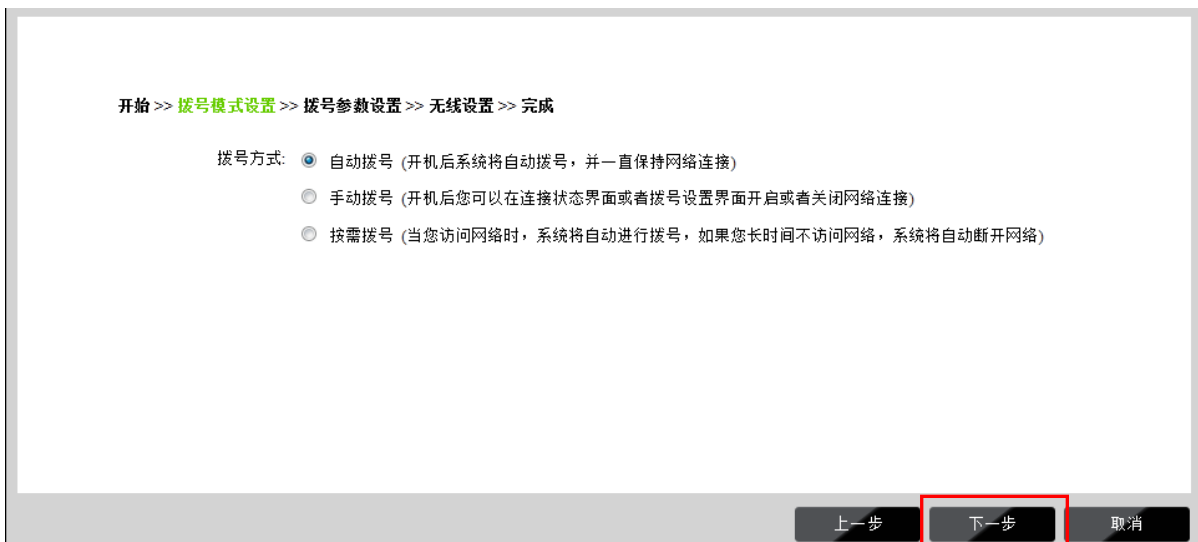 开始 >> 拨号模式设置 >> 拨号参数设置 >> 无线设置 >> 完成
拨号方式: 自动拨号 (开机后系统将自动拨号，并一直保持网络连接)
手动拨号 (开机后您可以在连接状态界面或者拨号设置界面开启或者关闭网络连接)
按需拨号 (当您访问网络时，系统将自动进行拨号，如果您长时间不访问网络，系统将自动断开网络)
上一步 下一步 取消